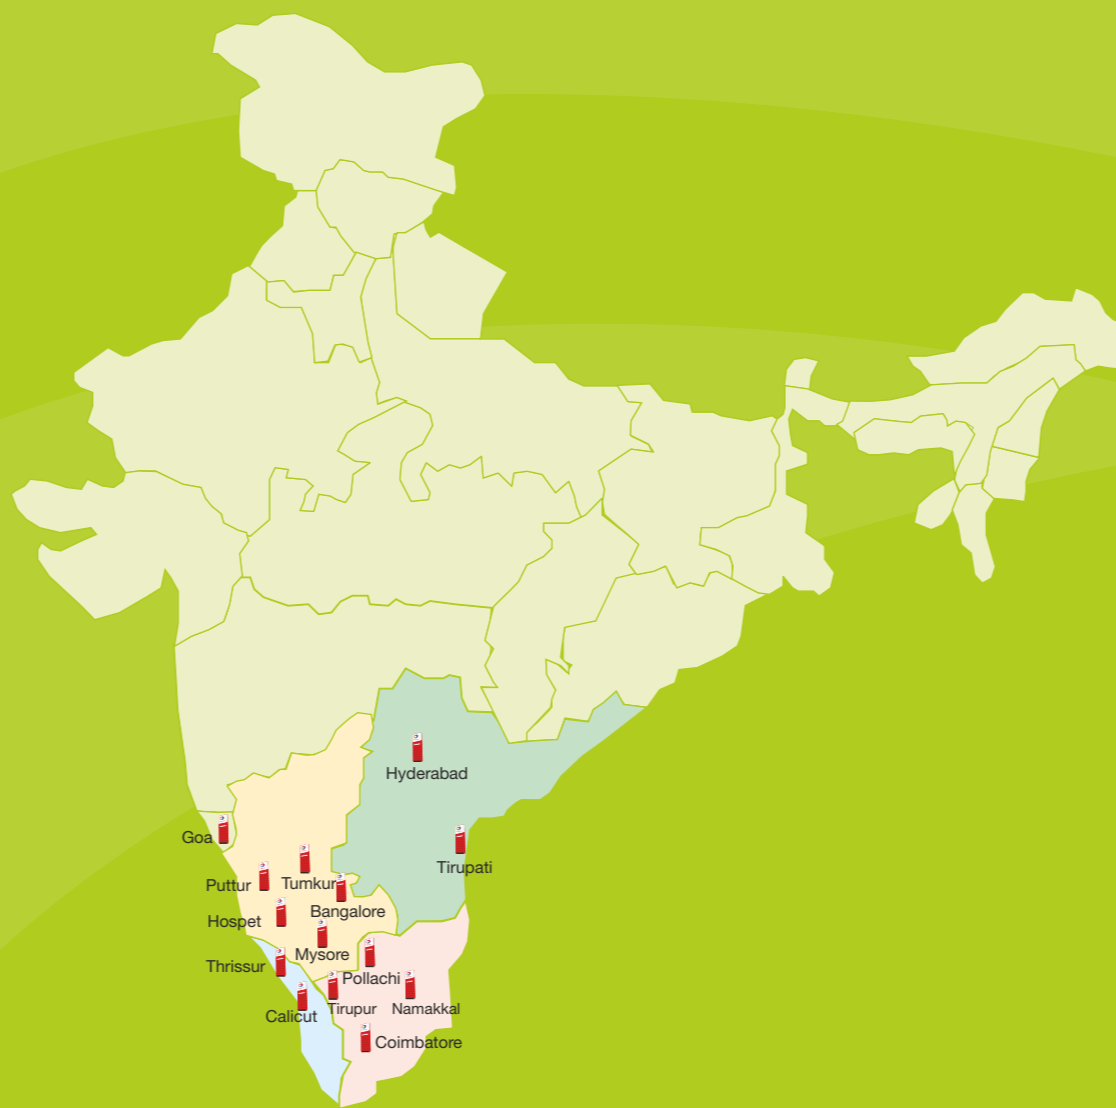 Hyderabad
Goa
Tirupati
Puttur
Tumkur
Bangalore
Hospet
Mysore
Thrissur
Pollachi
Calicut
Tirupur
Namakkal
Coimbatore